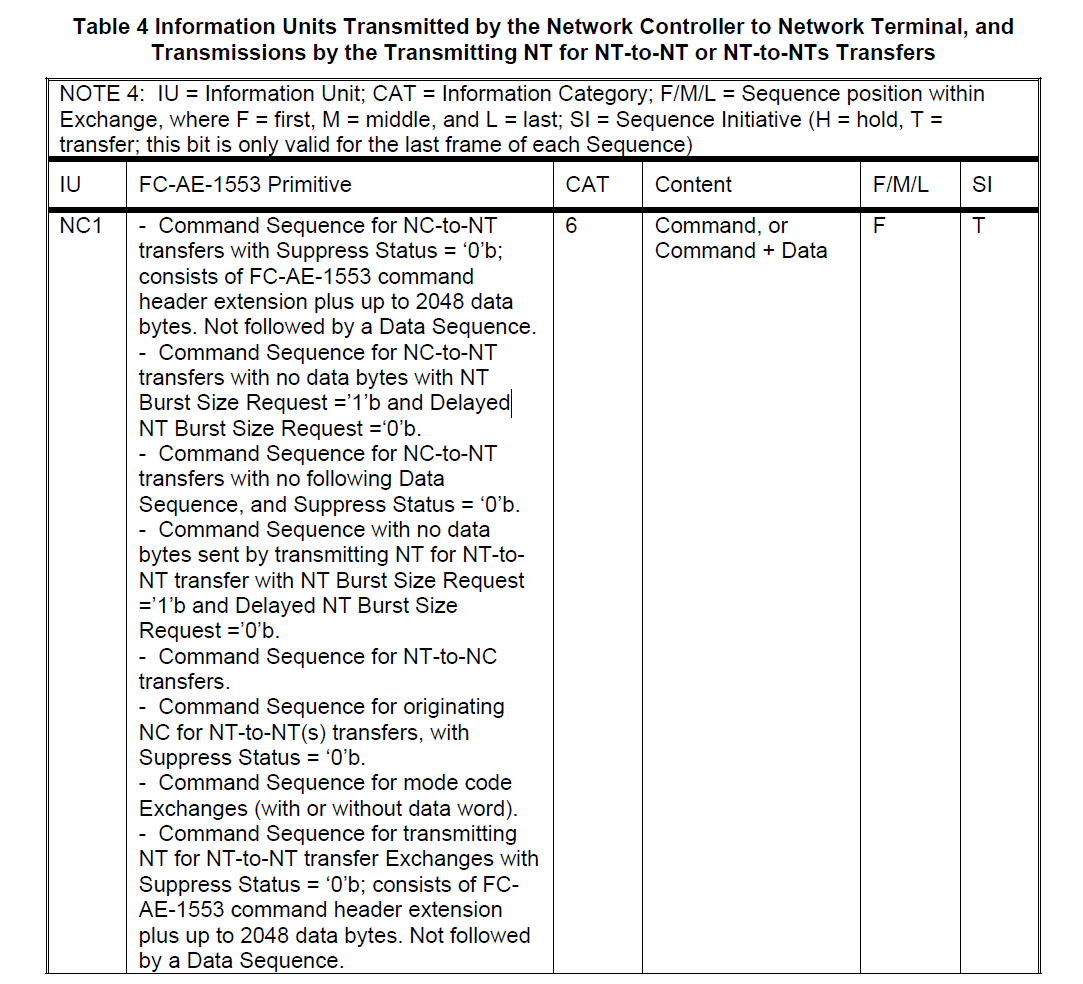 Table 4 Information Units Transmitted by the Network Controller to Network Terminal, and
Transmissions by the Transmitting NT for NT-to-NT or NT-to-NTs Transfers
NOTE 4:  IU = Information Unit; CAT = Information Category; F/M/L = Sequence position within
Exchange, where F = first, M = middle, and L = last; SI = Sequence Initiative (H = hold, T =
transfer; this bit is only valid for the last frame of each Sequence)
IU FC-AE-1553 Primitive CAT Content F/M/L SI
NC1 -  Command Sequence for NC-to-NT 6 Command, or F T
transfers with Suppress Status = ‘0’b; Command + Data
consists of FC-AE-1553 command
header extension plus up to 2048 data
bytes. Not followed by a Data Sequence.
-  Command Sequence for NC-to-NT
transfers with no data bytes with NT
Burst Size Request =’1’b and Delayed
NT Burst Size Request =‘0’b.
-  Command Sequence for NC-to-NT
transfers with no following Data
Sequence, and Suppress Status = ‘0’b.
-  Command Sequence with no data
bytes sent by transmitting NT for NT-to-
NT transfer with NT Burst Size Request
=’1’b and Delayed NT Burst Size
Request =’0’b.
-  Command Sequence for NT-to-NC
transfers.
-  Command Sequence for originating
NC for NT-to-NT(s) transfers, with
Suppress Status = ‘0’b.
-  Command Sequence for mode code
Exchanges (with or without data word).
-  Command Sequence for transmitting
NT for NT-to-NT transfer Exchanges with
Suppress Status = ‘0’b; consists of FC-
AE-1553 command header extension
plus up to 2048 data bytes. Not followed
by a Data Sequence.